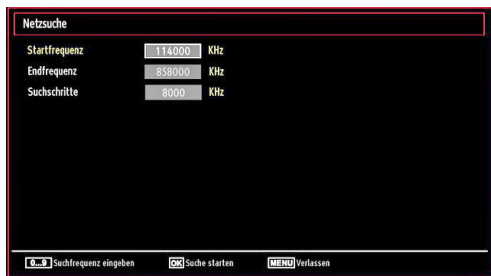 Netzsuche
Startfrequenz 114000 KHz
Endfrequenz 858000 KHz
Suchschritte 8000 KHz
0...9 Suchfrequenz eingeben OK Suche starten MENU Verlassen